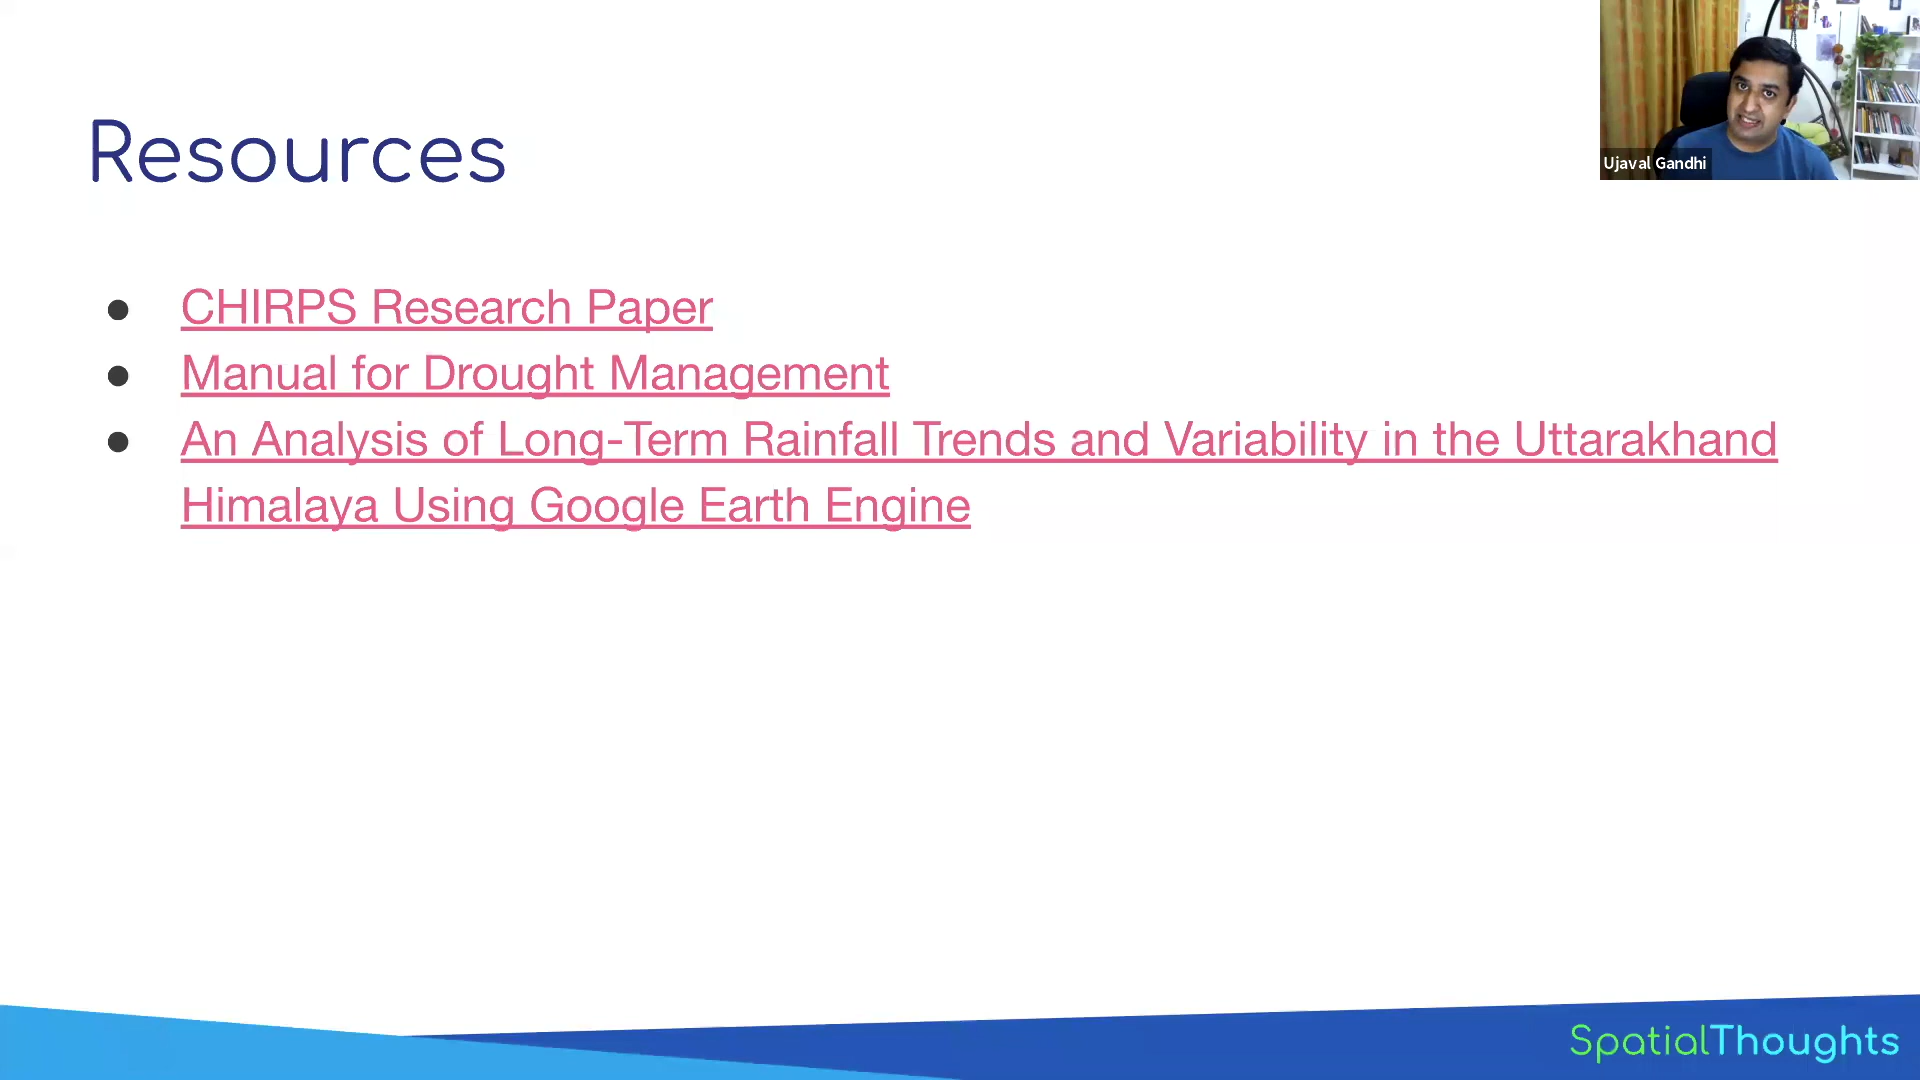 Resources
Ujaval Gandhi
CHIRPS Research Paper
Manual for Drought Management
An Analysis of Long-Term Rainfall Trends and Variability in the Uttarakhand
Himalaya Using Google Earth Engine
SpatialThoughts